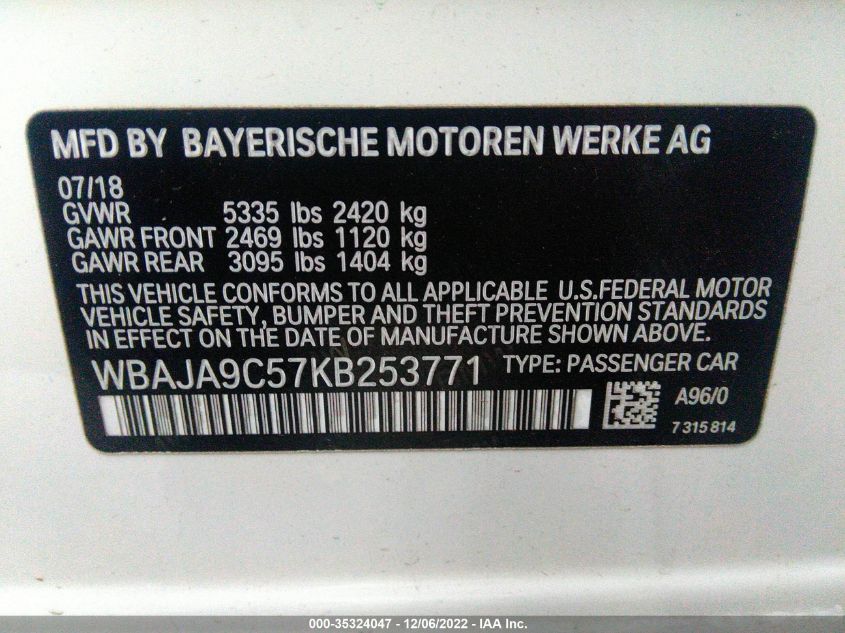 MFD BY BAYERISCHE MOTOREN WERKE AG
07/18
GVWR 5335 lbs 2420 kg
GAWR FRONT 2469 lbs 1120 kg
GAWR REAR 3095 lbs 1404 kg
THIS VEHICLE CONFORMS TO ALL APPLICABLE U.S.FEDERAL MOTOR
VEHICLE SAFETY, BUMPER AND THEFT PREVENTION STANDARDS
IN EFFECT ON THE DATE OF MANUFACTURE SHOWN ABOVE.
WBAJA9C57KB253771 TYPE: PASSENGER CAR
A96/0
7 315 814
000-35324047 - 12/06/2022 - IAA Inc.